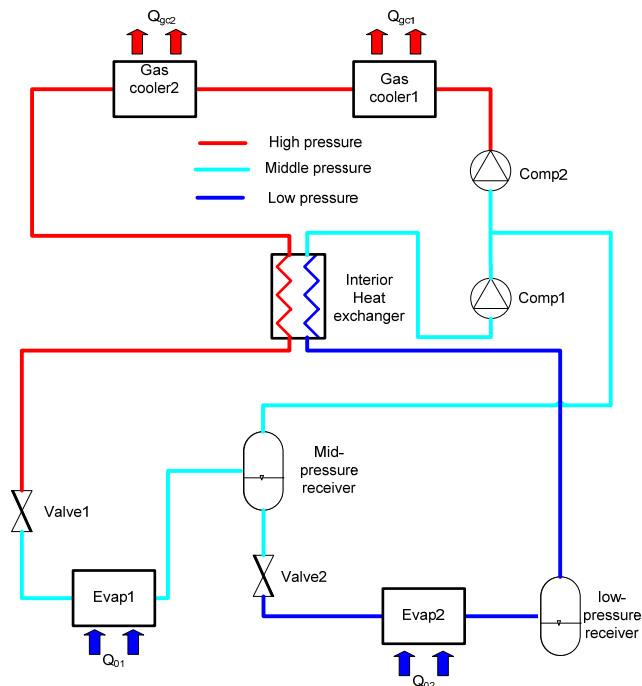 Qgc2
Qgc1
Gas
cooler2
Gas
cooler1
High pressure
Middle pressure
Low pressure
Comp2
Interior
Heat
exchanger
Comp1
Mid-
pressure
receiver
Valve1
Valve2
Evap1
Evap2
low-
pressure
receiver
Q01
Q02